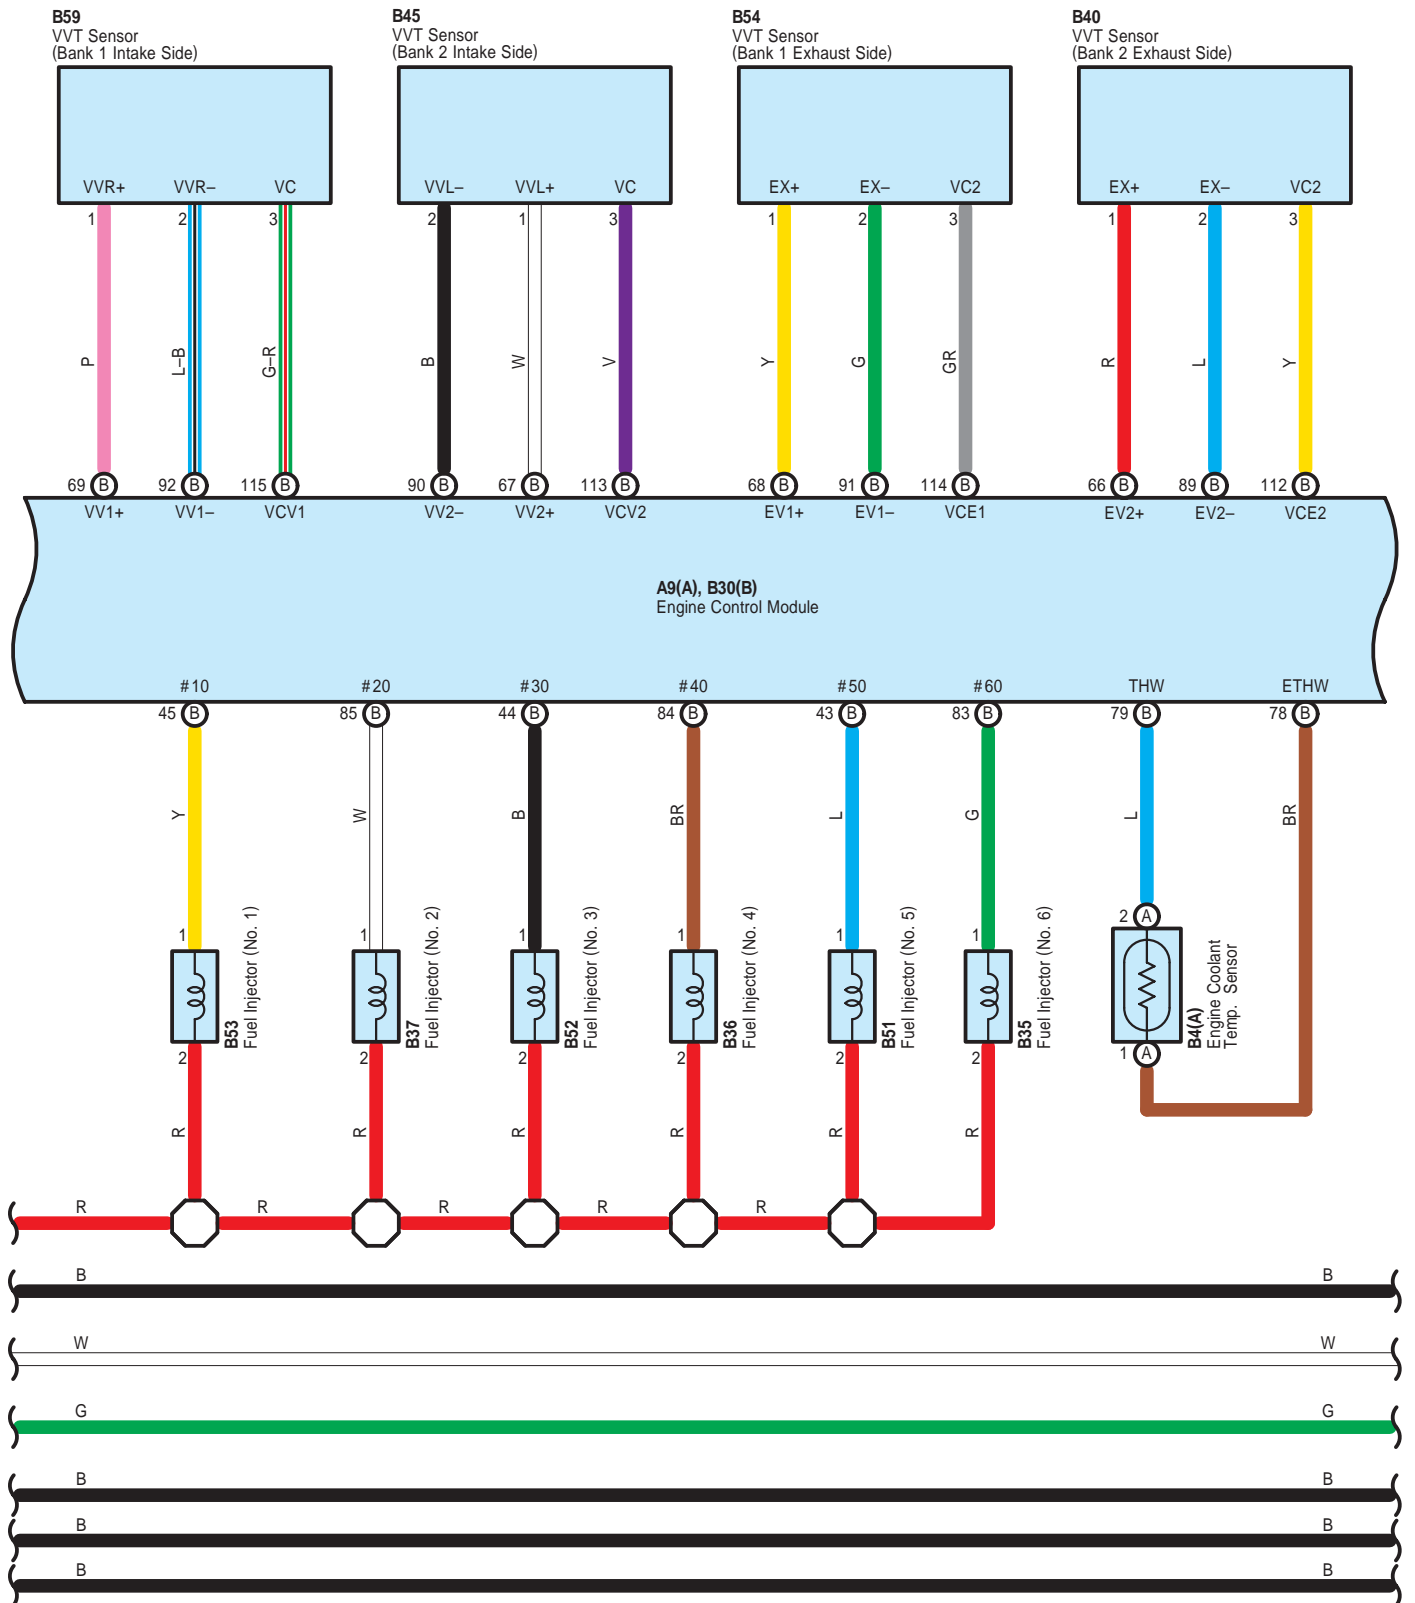 B59
VVT Sensor
(Bank 1 Intake Side)
B45
VVT Sensor
(Bank 2 Intake Side)
B54
VVT Sensor
(Bank 1 Exhaust Side)
B40
VVT Sensor
(Bank 2 Exhaust Side)
VVR+ VVR– VC VVL– VVL+ VC EX+ EX– VC2 EX+ EX– VC2
1 2 3 2 1 3 1 2 3 1 2 3
P L–B G–R B W V Y G GR R L Y
69 B 92 B 115 B 90 B 67 B 113 B 68 B 91 B 114 B 66 B 89 B 112 B
VV1+ VV1– VCV1 VV2– VV2+ VCV2 EV1+ EV1– VCE1 EV2+ EV2– VCE2
A9(A), B30(B)
Engine Control Module
#10 #20 #30 #40 #50 #60 THW ETHW
45 B 85 B 44 B 84 B 43 B 83 B 79 B 78 B
Y W B BR L G L BR
1 1 1 1 1 1 2 A
B53
Fuel Injector (No. 1)
B37
Fuel Injector (No. 2)
B52
Fuel Injector (No. 3)
B36
Fuel Injector (No. 4)
B51
Fuel Injector (No. 5)
B35
Fuel Injector (No. 6)
B4(A)
Engine Coolant
Temp. Sensor
2 2 2 2 2 2 1 A
R R R R R R
R R R R R
B B
W W
G G
B B
B B
B B